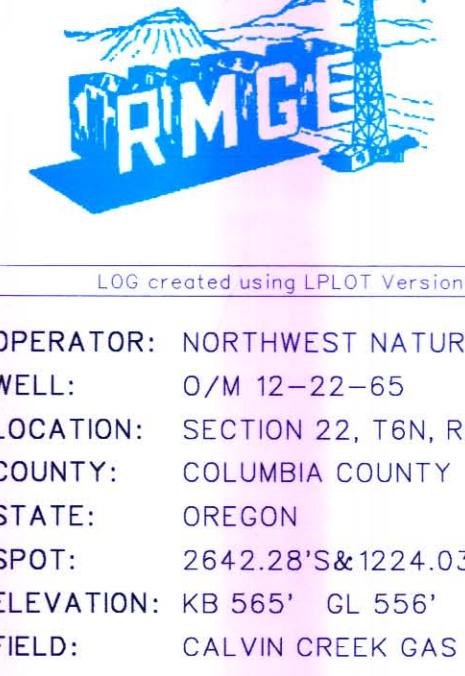 RMGE
LOG created using LPLOT Version
OPERATOR: NORTHWEST NATUR
WELL: O/M 12-22-65
LOCATION: SECTION 22, T6N, R
COUNTY: COLUMBIA COUNTY
STATE: OREGON
SPOT: 2642.28'S&1224.03
ELEVATION: KB 565' GL 556'
FIELD: CALVIN CREEK GAS